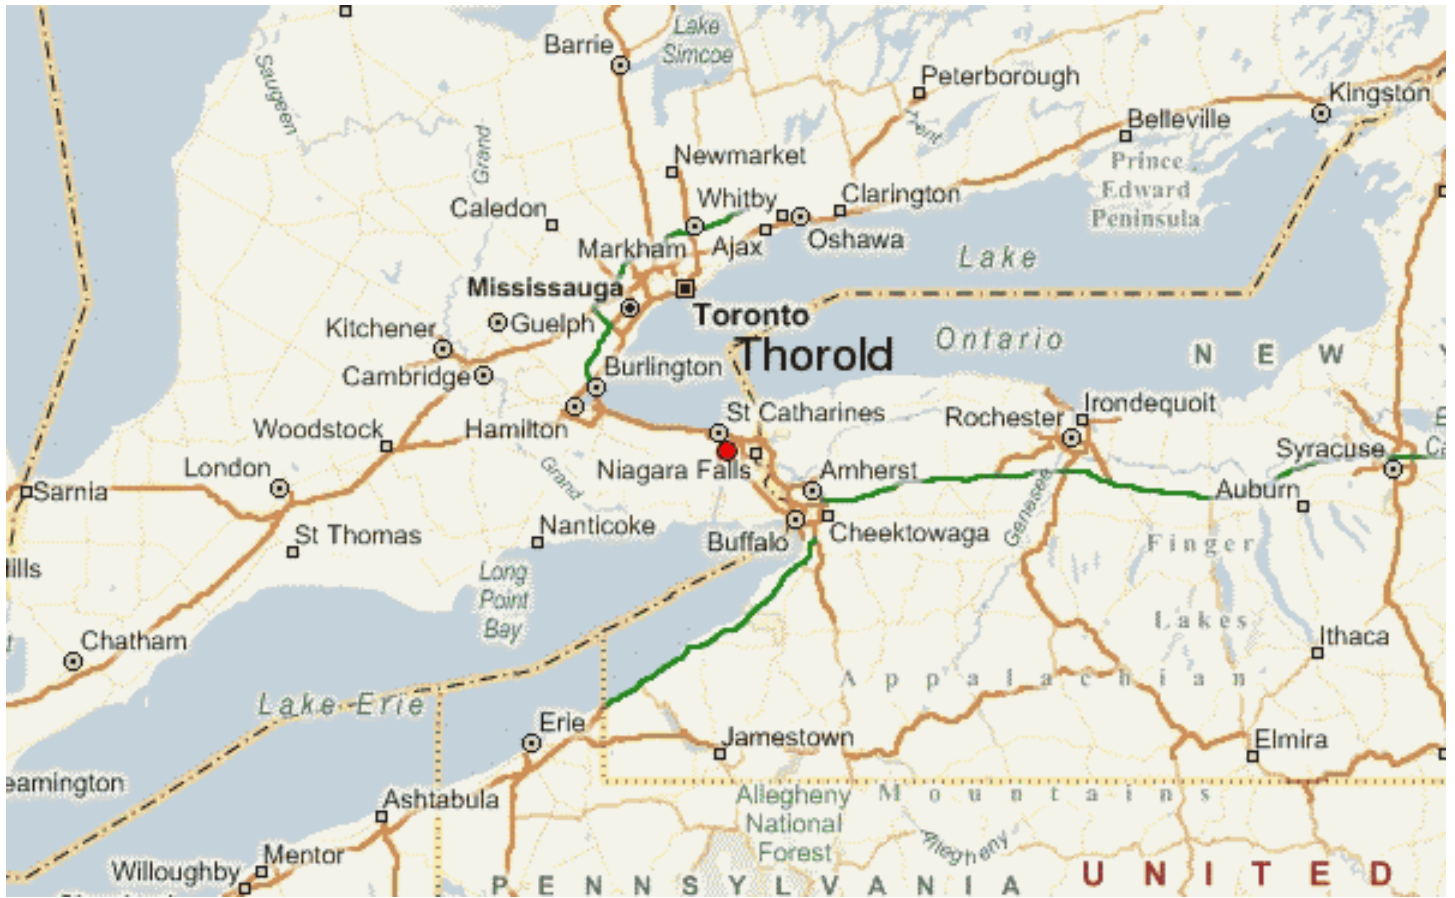 Barrie
Lake
Simcoe
Saugeen
Peterborough
Kingston
Trent
Belleville
Grand
Newmarket
Prince
Edward
Peninsula
Whitby
Clarington
Caledon
Markham
Ajax
Oshawa
Lake
Mississauga
Toronto
Kitchener
Guelph
Ontario
Thorold
NEW Y
Burlington
Cambridge
St Catharines
Irondequoit
Rochester
Woodstock
Hamilton
Syracuse
London
Grand
Niagara Falls
Amherst
Sarnia
Genesee
Auburn
St Thomas
Nanticoke
Buffalo
Cheektowaga
Finger
Lakes
Long
Point
Bay
Chatham
Ithaca
Appalachian
Lake Erie
Erie
Jamestown
Elmira
eamington
Ashtabula
Allegheny
National
Forest
Mountains
Allegheny
Mentor
Willoughby
PENNSYLVANIA
UNITED